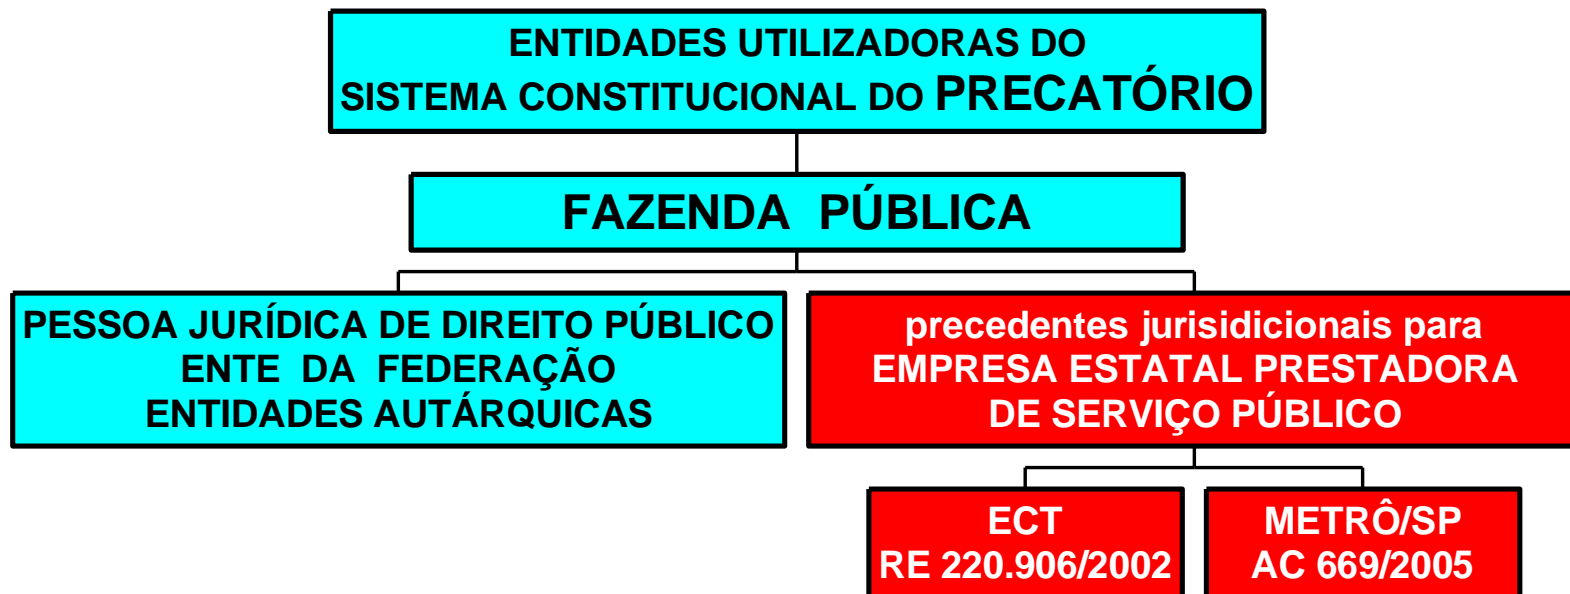 ENTIDADES UTILIZADORAS DO
SISTEMA CONSTITUCIONAL DO PRECATÓRIO
FAZENDA PÚBLICA
PESSOA JURÍDICA DE DIREITO PÚBLICO
ENTE DA FEDERAÇÃO
ENTIDADES AUTÁRQUICAS
precedentes jurisidicionais para
EMPRESA ESTATAL PRESTADORA
DE SERVIÇO PÚBLICO
ECT
RE 220.906/2002
METRÔ/SP
AC 669/2005